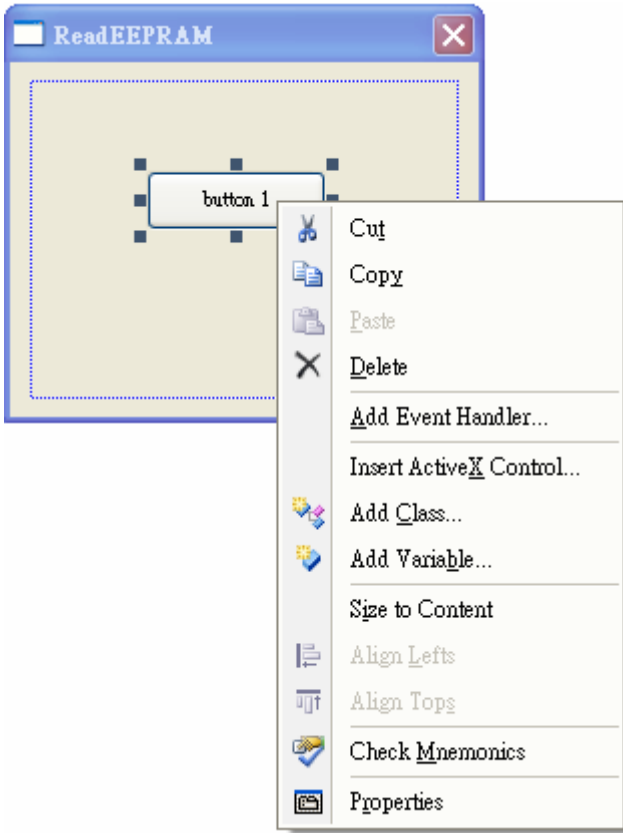 ReadEEPRAM
button 1
Cut
Copy
Paste
Delete
Add Event Handler...
Insert ActiveX Control...
Add Class...
Add Variable...
Size to Content
Align Lefts
Align Tops
Check Mnemonics
Properties